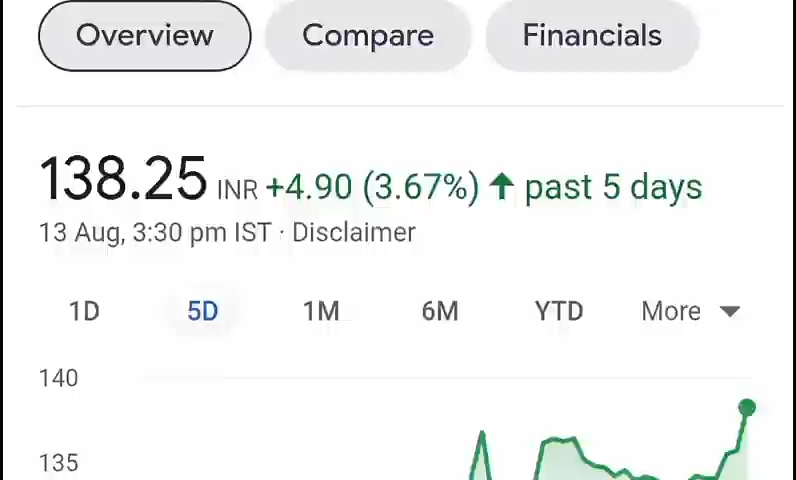 Overview Compare Financials
138.25 INR +4.90 (3.67%) ↑ past 5 days
13 Aug, 3:30 pm IST · Disclaimer
1D 5D 1M 6M YTD More
140
135